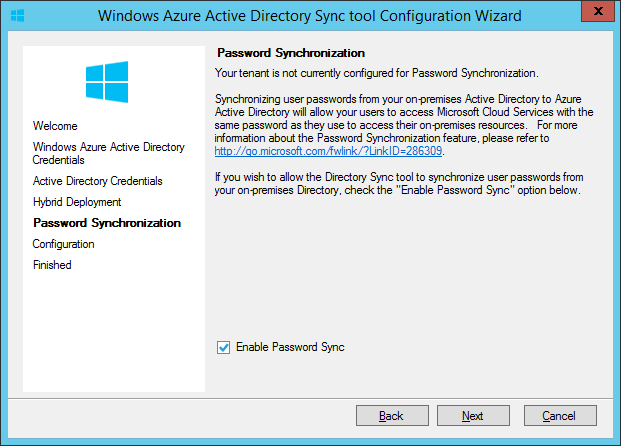 Windows Azure Active Directory Sync tool Configuration Wizard
x
Welcome
Windows Azure Active Directory
Credentials
Active Directory Credentials
Hybrid Deployment
Password Synchronization
Configuration
Finished
Password Synchronization
Your tenant is not currently configured for Password Synchronization.
Synchronizing user passwords from your on-premises Active Directory to Azure
Active Directory will allow your users to access Microsoft Cloud Services with the
same password as they use to access their on-premises resources. For more
information about the Password Synchronization feature, please refer to
http://go.microsoft.com/fwlink/?LinkID=286309.
If you wish to allow the Directory Sync tool to synchronize user passwords from
your on-premises Directory, check the "Enable Password Sync" option below.
Enable Password Sync
Back
Next
Cancel